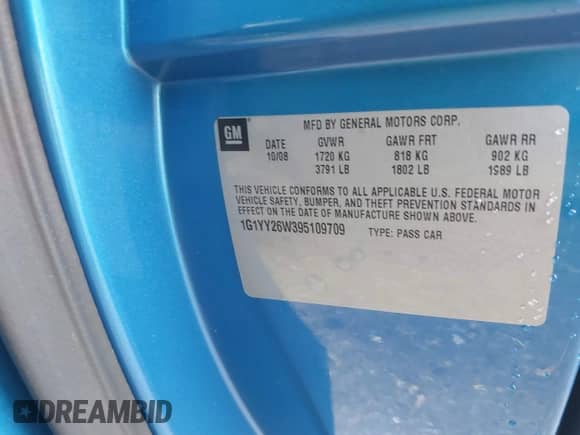 GM
MFD BY GENERAL MOTORS CORP.
DATE GVWR GAWR FRT GAWR RR
10/08 1720 KG 818 KG 902 KG
3791 LB 1802 LB 1989 LB
THIS VEHICLE CONFORMS TO ALL APPLICABLE U.S. FEDERAL MOTOR
VEHICLE SAFETY, BUMPER, AND THEFT PREVENTION STANDARDS IN
EFFECT ON THE DATE OF MANUFACTURE SHOWN ABOVE.
1G1YY26W395109709 TYPE: PASS CAR
DREAMBID